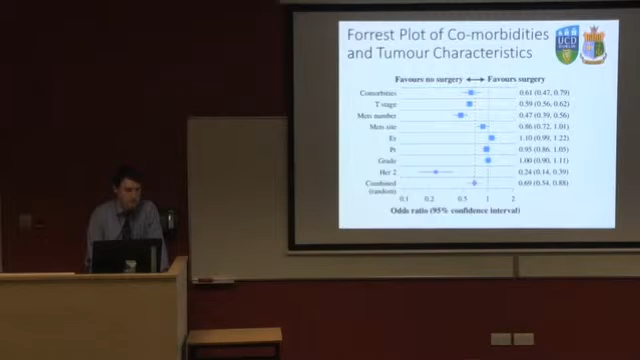 Forrest Plot of Co-morbidities
and Tumour Characteristics
UCD
DUBLIN
Favours no surgery Favours surgery
Comorbities 0.61 (0.47, 0.79)
T stage 0.59 (0.56, 0.62)
Mets number 0.47 (0.39, 0.56)
Mets site 0.86 (0.72, 1.01)
Er 1.10 (0.99, 1.22)
Pr 0.95 (0.86, 1.05)
Grade 1.00 (0.90, 1.11)
Her 2 0.24 (0.14, 0.39)
Combined 0.69 (0.54, 0.88)
(random)
0.1 0.2 0.5 1 2
Odds ratio (95% confidence interval)